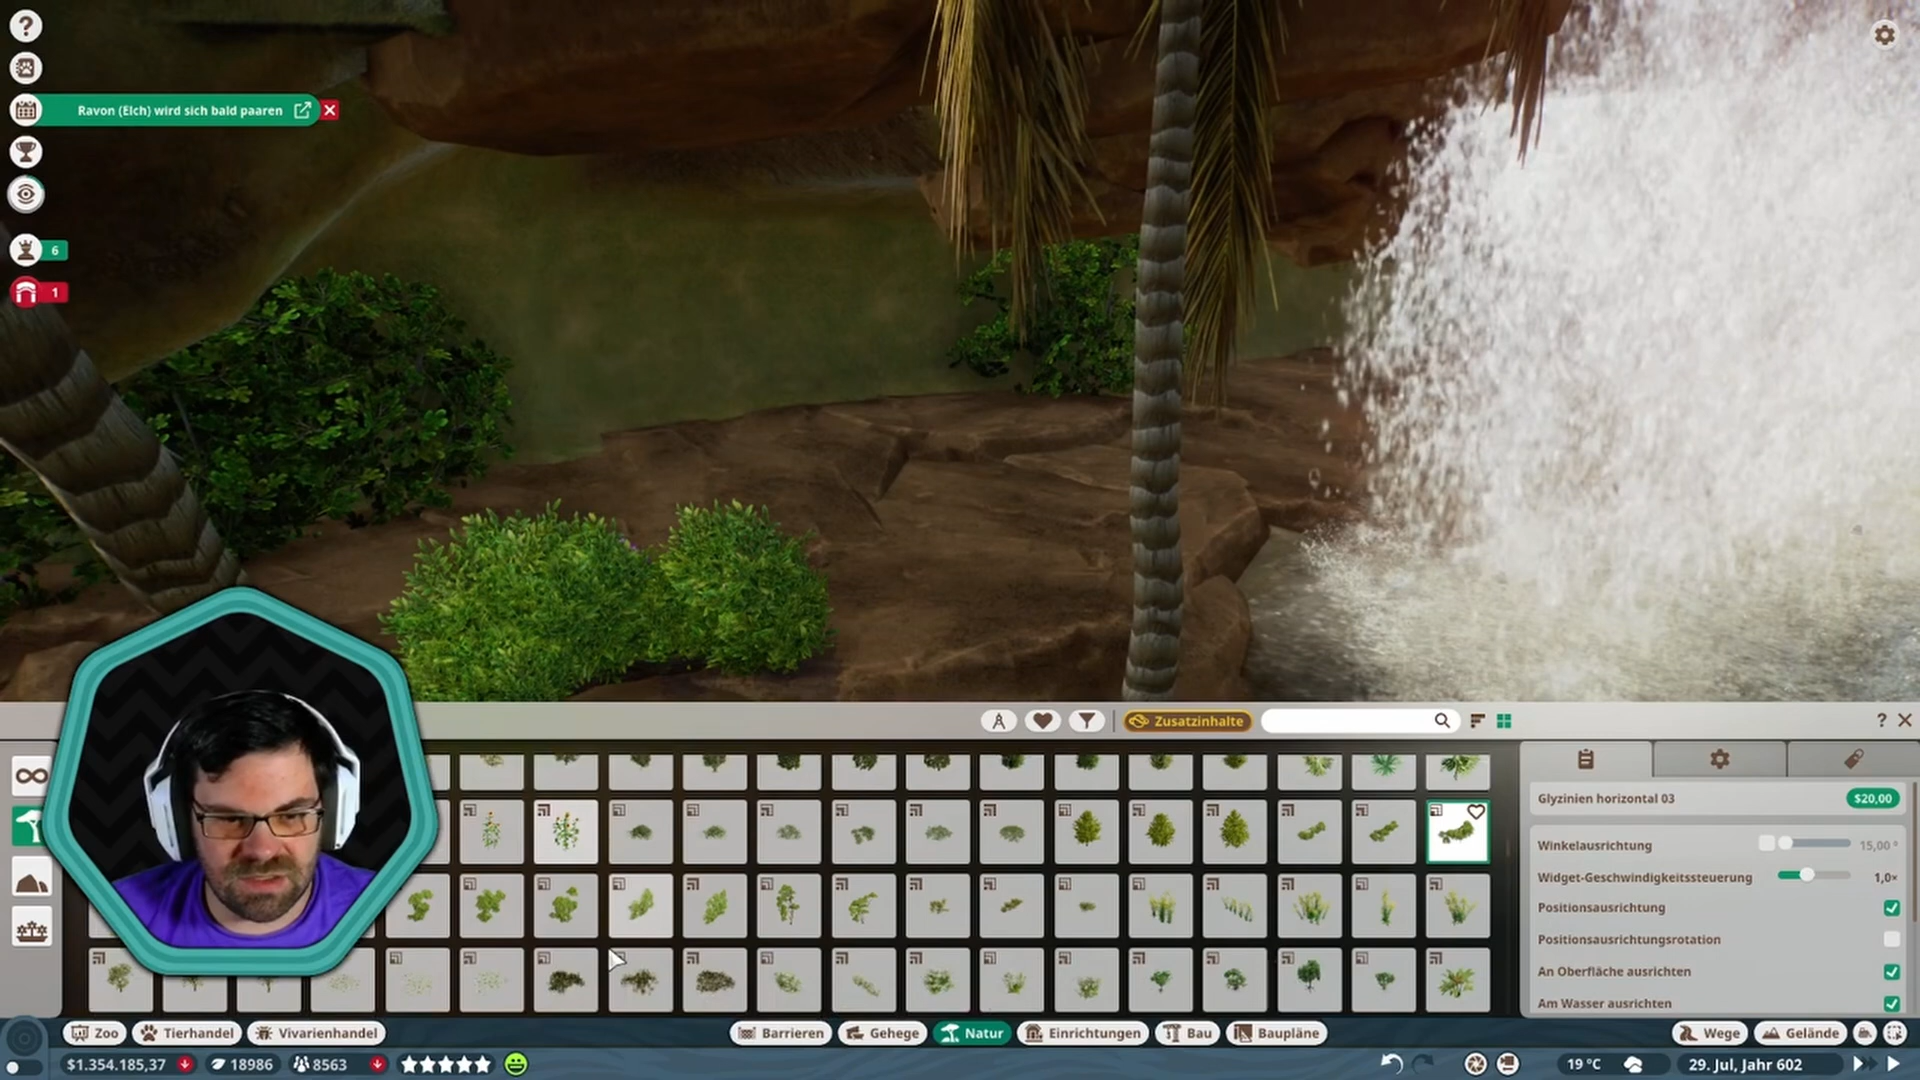 ?
Ravon (Elch) wird sich bald paaren
6
1
Zusatzinhalte
?
Glyzinien horizontal 03
$20,00
Winkelausrichtung
15,00 °
Widget-Geschwindigkeitssteuerung
1,0×
Positionsausrichtung
Positionsausrichtungsrotation
An Oberfläche ausrichten
Am Wasser ausrichten
Zoo
Tierhandel
Vivarienhandel
Barrieren
Gehege
Natur
Einrichtungen
Bau
Baupläne
Wege
Gelände
$1.354.185,37
18986
8563
19 °C
29. Jul, Jahr 602